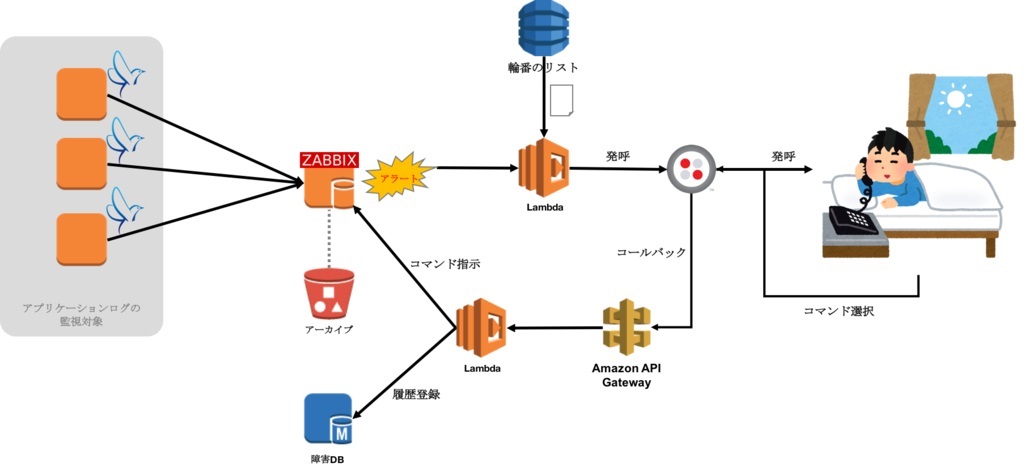 輪番のリスト
ZABBIX
アラート
発呼
発呼
Lambda
コールバック
コマンド指示
アプリケーションログの
監視対象
アーカイブ
コマンド選択
Lambda
Amazon API
Gateway
履歴登録
M
障害DB